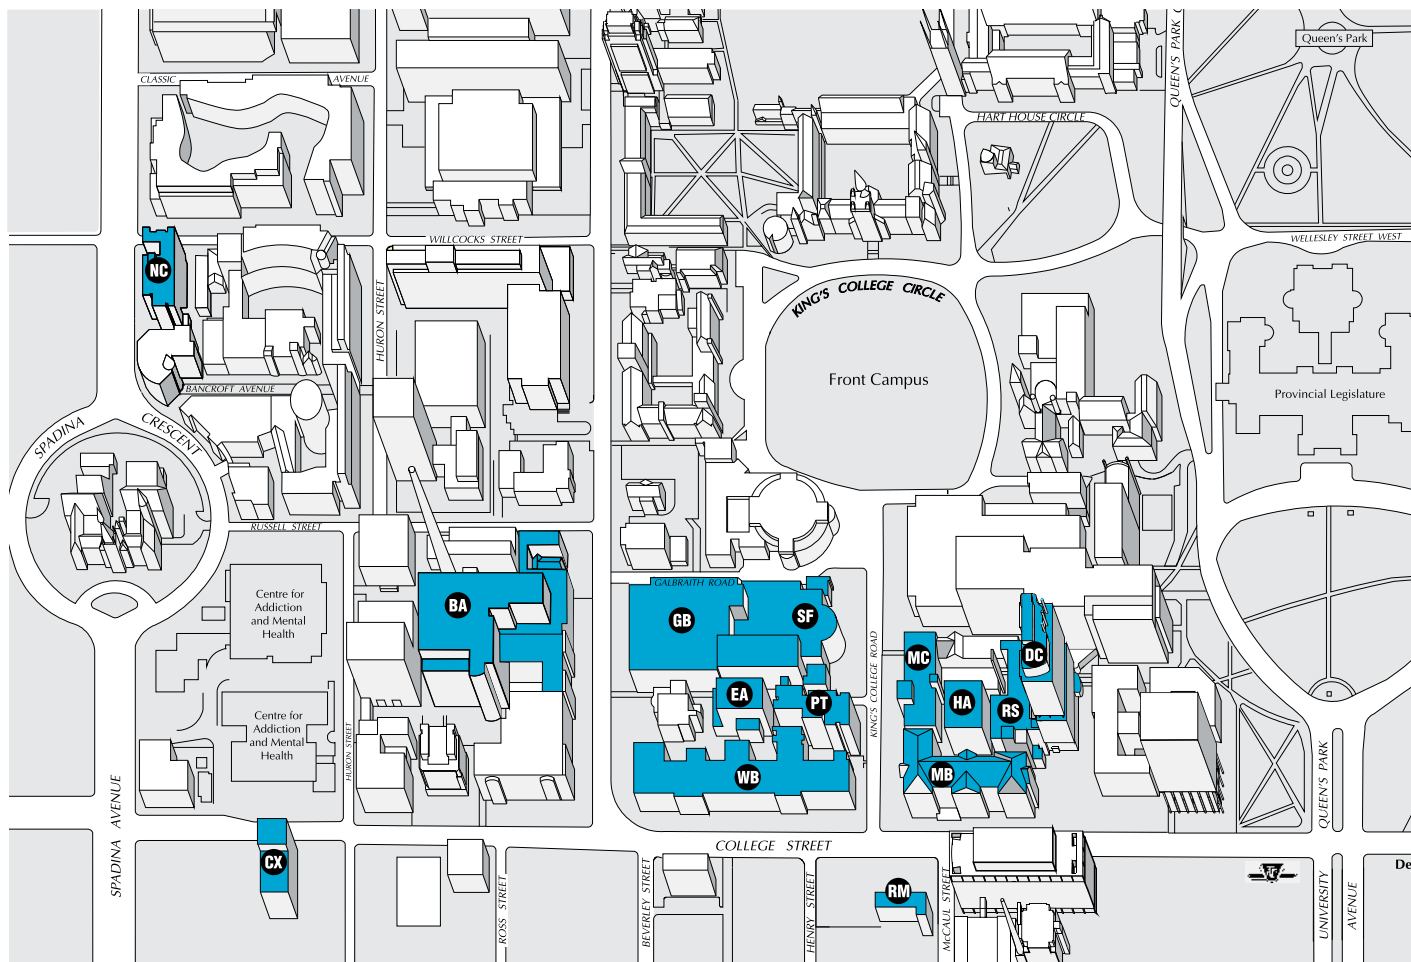 QUEEN'S PARK C
Queen's Park
CLASSIC AVENUE
HART HOUSE CIRCLE
WILLCOCKS STREET
WELLESLEY STREET WEST
NC
HURON STREET
KING'S COLLEGE CIRCLE
Front Campus
BANCROFT AVENUE
Provincial Legislature
SPADINA CRESCENT
RUSSELL STREET
GALBRAITH ROAD
Centre for
Addiction
and Mental
Health
BA
GB
SF
KING'S COLLEGE ROAD
MC
DC
EA
PT
HA
RS
Centre for
Addiction
and Mental
Health
HURON STREET
WB
MB
SPADINA AVENUE
QUEEN'S PARK
COLLEGE STREET
CX
RM
ROSS STREET
BEVERLEY STREET
HENRY STREET
McCAUL STREET
TTC
UNIVERSITY
AVENUE
De